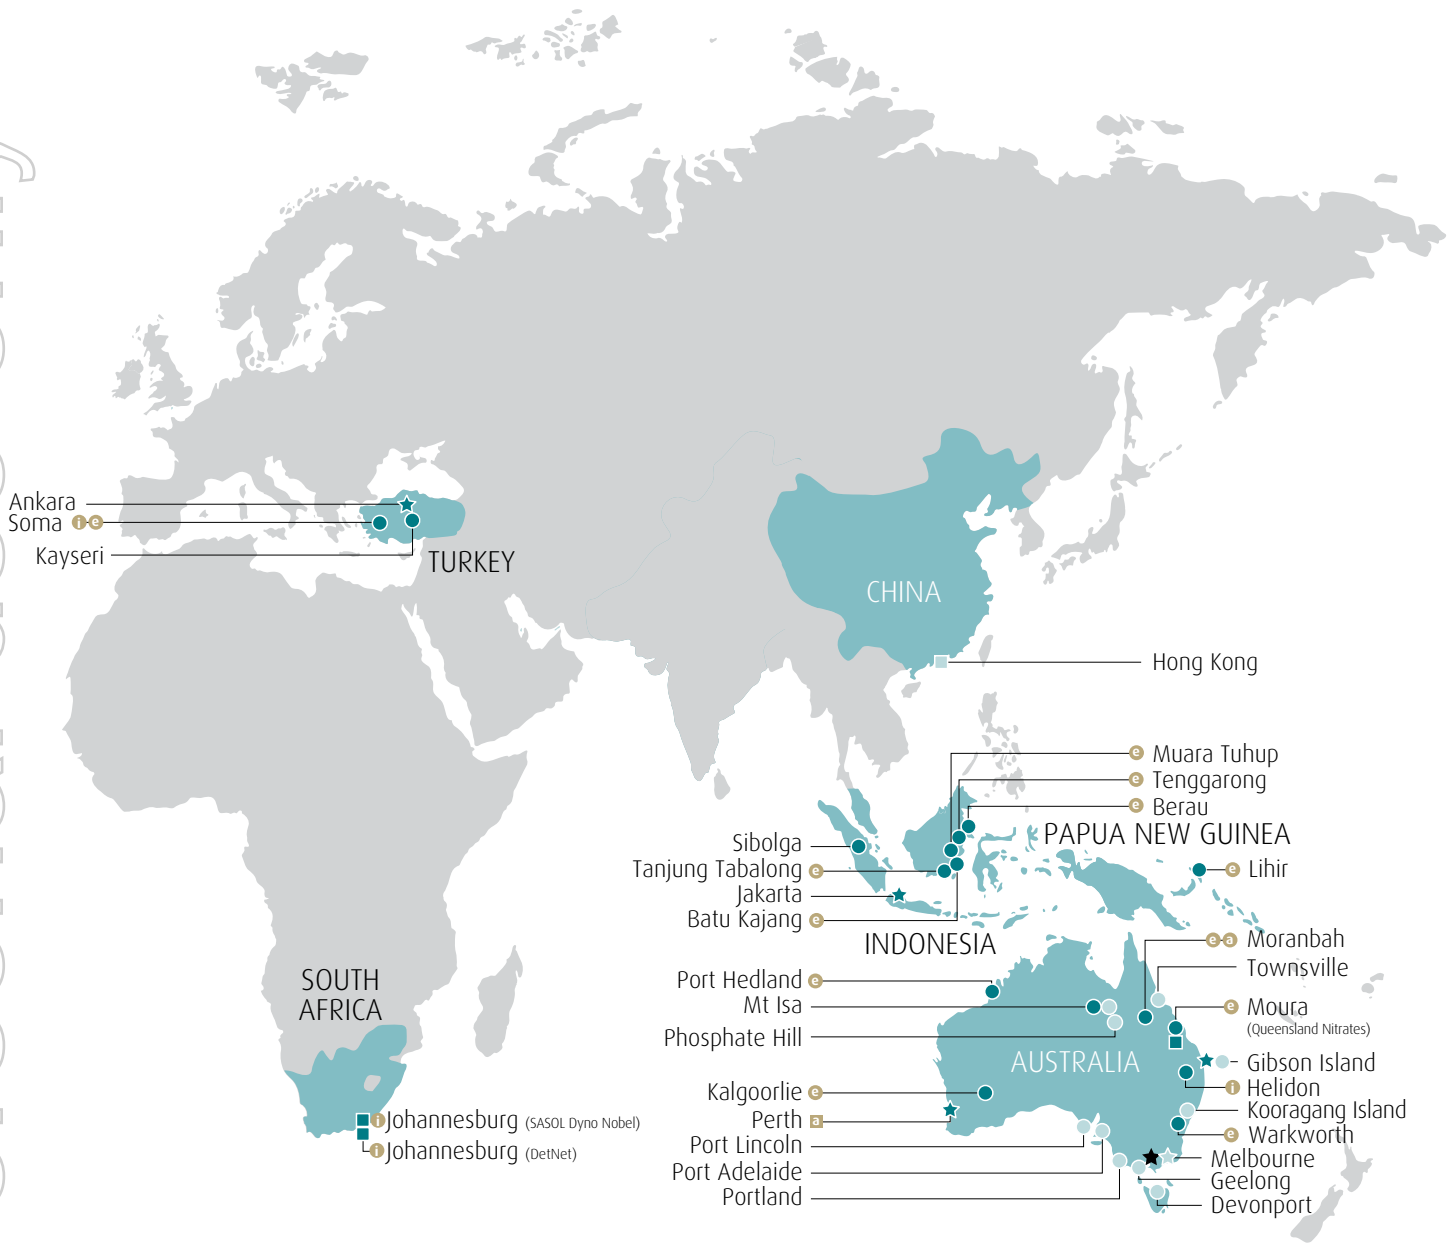 Ankara
Soma i e
Kayseri
TURKEY
CHINA
Hong Kong
e Muara Tuhup
e Tenggarong
e Berau
PAPUA NEW GUINEA
Sibolga
Tanjung Tabalong e
Jakarta
Batu Kajang e
e Lihir
INDONESIA
e a Moranbah
Townsville
e Moura
(Queensland Nitrates)
Gibson Island
i Helidon
Kooragang Island
e Warkworth
Melbourne
Geelong
Devonport
Port Hedland e
Mt Isa
Phosphate Hill
AUSTRALIA
Kalgoorlie e
Perth a
Port Lincoln
Port Adelaide
Portland
SOUTH
AFRICA
i Johannesburg (SASOL Dyno Nobel)
i Johannesburg (DetNet)